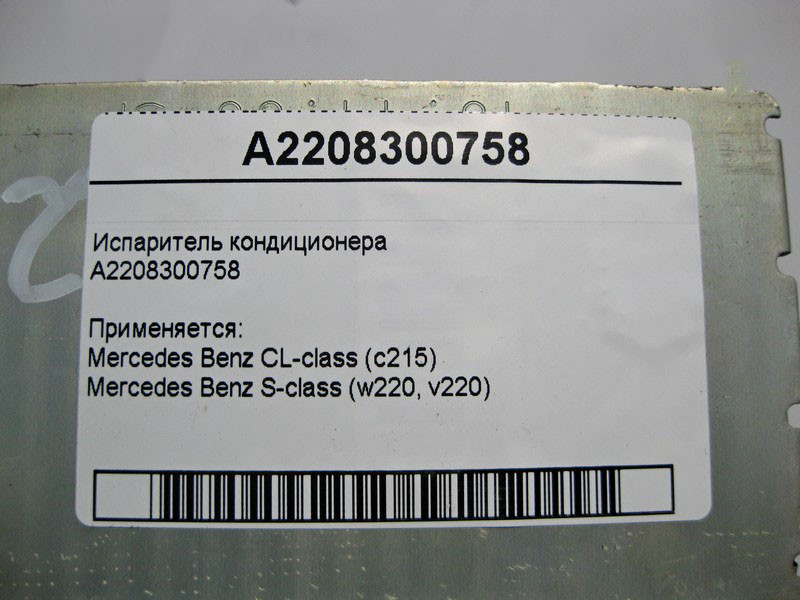 A2208300758
Испаритель кондиционера
A2208300758
Применяется:
Mercedes Benz CL-class (c215)
Mercedes Benz S-class (w220, v220)